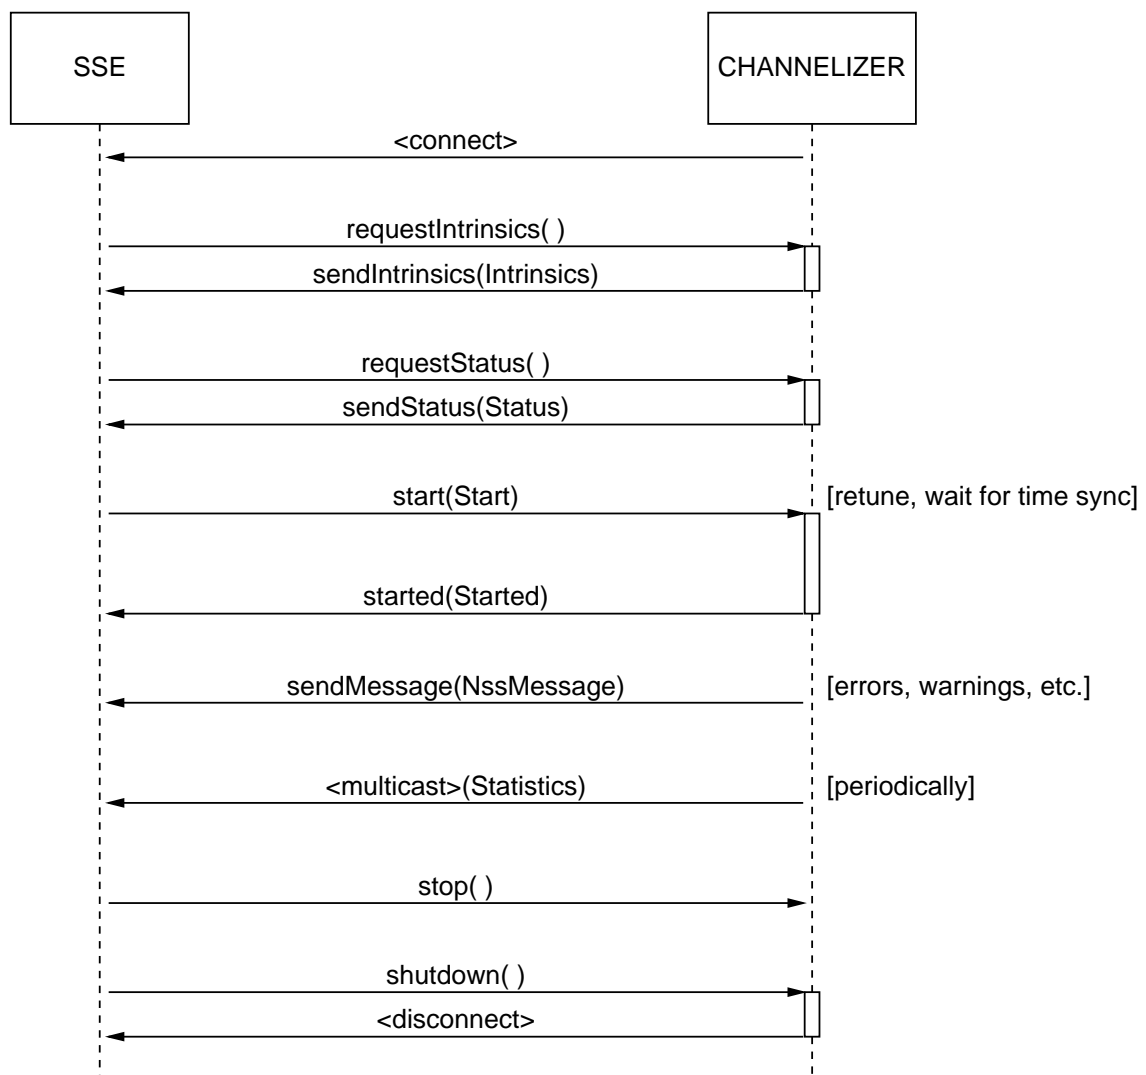 SSE
CHANNELIZER
<connect>
requestIntrinsics( )
sendIntrinsics(Intrinsics)
requestStatus( )
sendStatus(Status)
start(Start)
[retune, wait for time sync]
started(Started)
sendMessage(NssMessage)
[errors, warnings, etc.]
<multicast>(Statistics)
[periodically]
stop( )
shutdown( )
<disconnect>